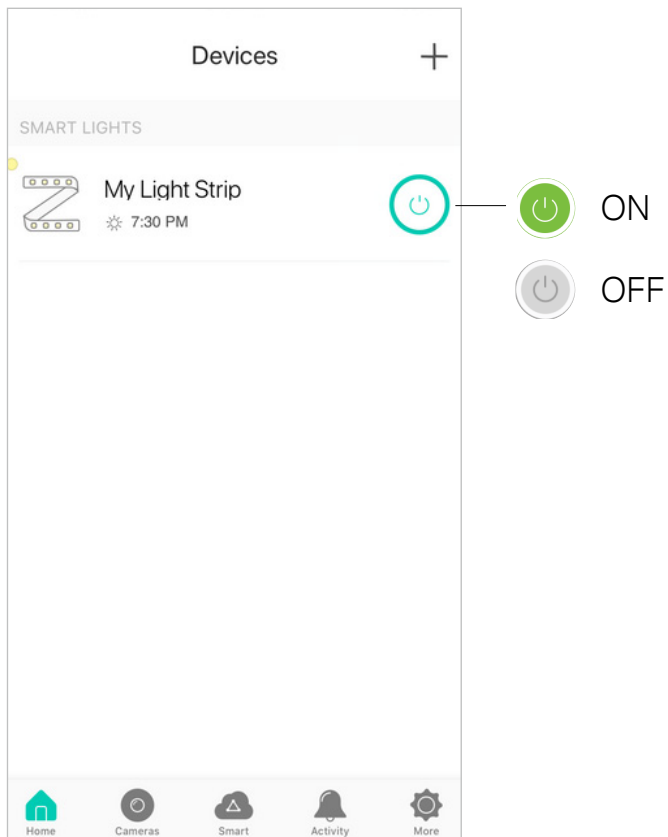 Devices
SMART LIGHTS
My Light Strip
7:30 PM
ON
OFF
Home Cameras Smart Activity More